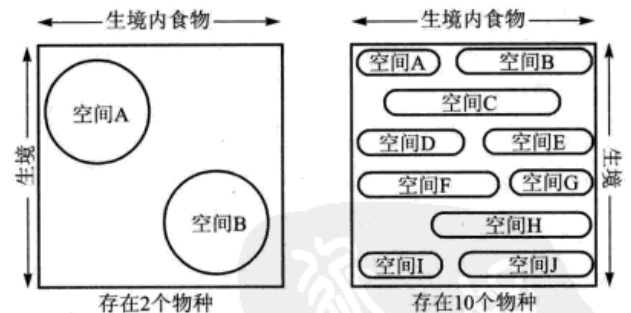 生境内食物
生境
空间A
空间B
存在2个物种
生境内食物
空间A
空间B
空间C
空间D
空间E
空间F
空间G
空间H
空间I
空间J
生境
存在10个物种